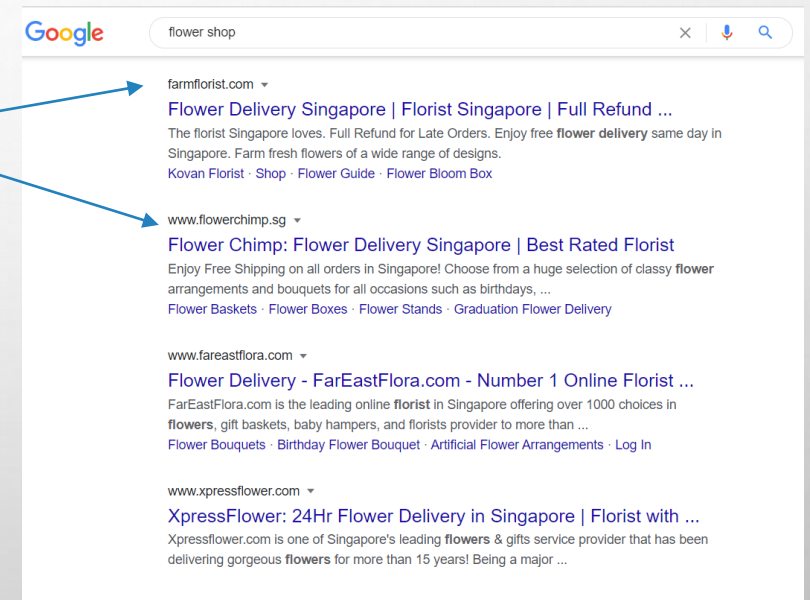 Google
flower shop
farmflorist.com
Flower Delivery Singapore | Florist Singapore | Full Refund ...
The florist Singapore loves. Full Refund for Late Orders. Enjoy free flower delivery same day in
Singapore. Farm fresh flowers of a wide range of designs.
Kovan Florist · Shop · Flower Guide · Flower Bloom Box
www.flowerchimp.sg
Flower Chimp: Flower Delivery Singapore | Best Rated Florist
Enjoy Free Shipping on all orders in Singapore! Choose from a huge selection of classy flower
arrangements and bouquets for all occasions such as birthdays, ...
Flower Baskets · Flower Boxes · Flower Stands · Graduation Flower Delivery
www.fareastflora.com
Flower Delivery - FarEastFlora.com - Number 1 Online Florist ...
FarEastFlora.com is the leading online florist in Singapore offering over 1000 choices in
flowers, gift baskets, baby hampers, and florists provider to more than ...
Flower Bouquets · Birthday Flower Bouquet · Artificial Flower Arrangements · Log In
www.xpressflower.com
XpressFlower: 24Hr Flower Delivery in Singapore | Florist with ...
Xpressflower.com is one of Singapore's leading flowers & gifts service provider that has been
delivering gorgeous flowers for more than 15 years! Being a major ...